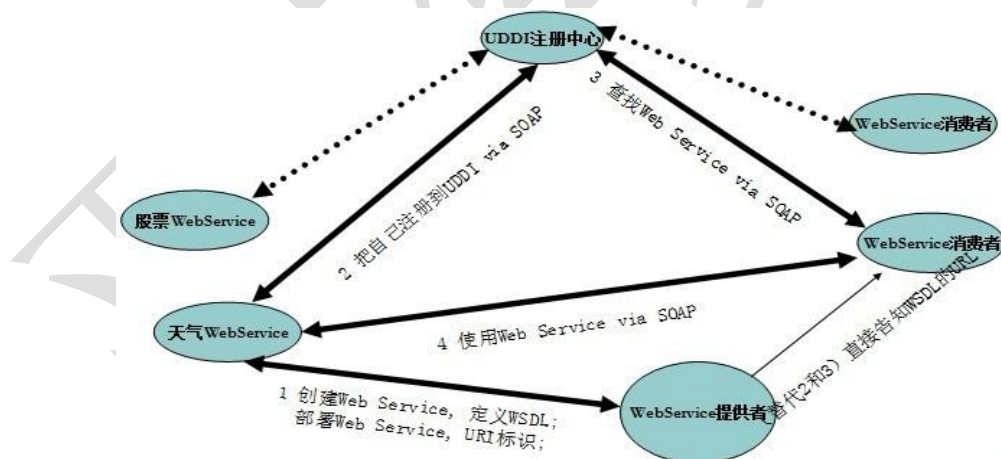 UDDI注册中心
3 查找Web Service via SOAP
WebService消费者
2 把自己注册到UDDI via SOAP
股票WebService
WebService消费者
天气WebService
4 使用Web Service via SOAP
1 创建Web Service, 定义WSDL;
部署Web Service, URI标识;
WebService提供者
替代2和3）直接告知WSDL的URL